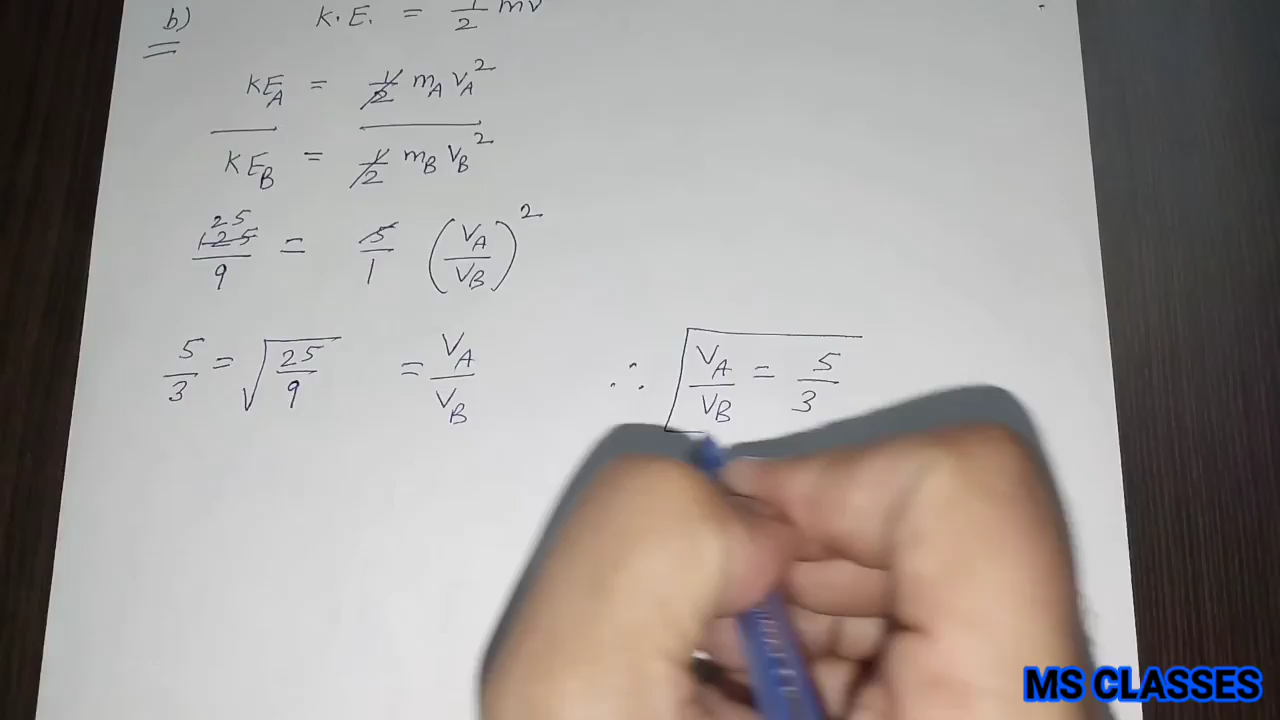 b) K.E. = 1/2 mv
KE_A = 1/2 m_A V_A^2
KE_B = 1/2 m_B V_B^2
25
125/9 = 5/1 (V_A/V_B)^2
5/3 = √(25/9) = V_A/V_B ∴ V_A/V_B = 5/3
MS CLASSES